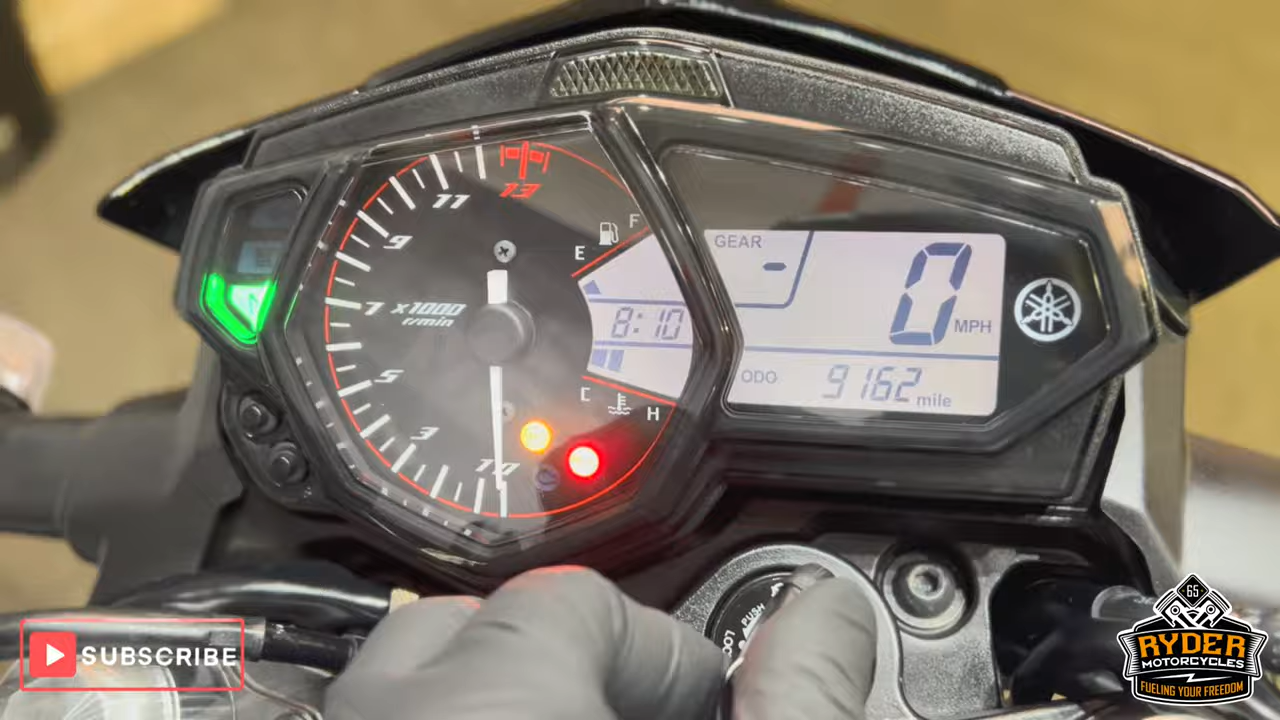 13
11
9
7 x1000
r/min
5
3
F
E
8:10
C
H
GEAR -
0 MPH
ODO 9162 mile
PUSH
SUBSCRIBE
65
RYDER
MOTORCYCLES
FUELING YOUR FREEDOM